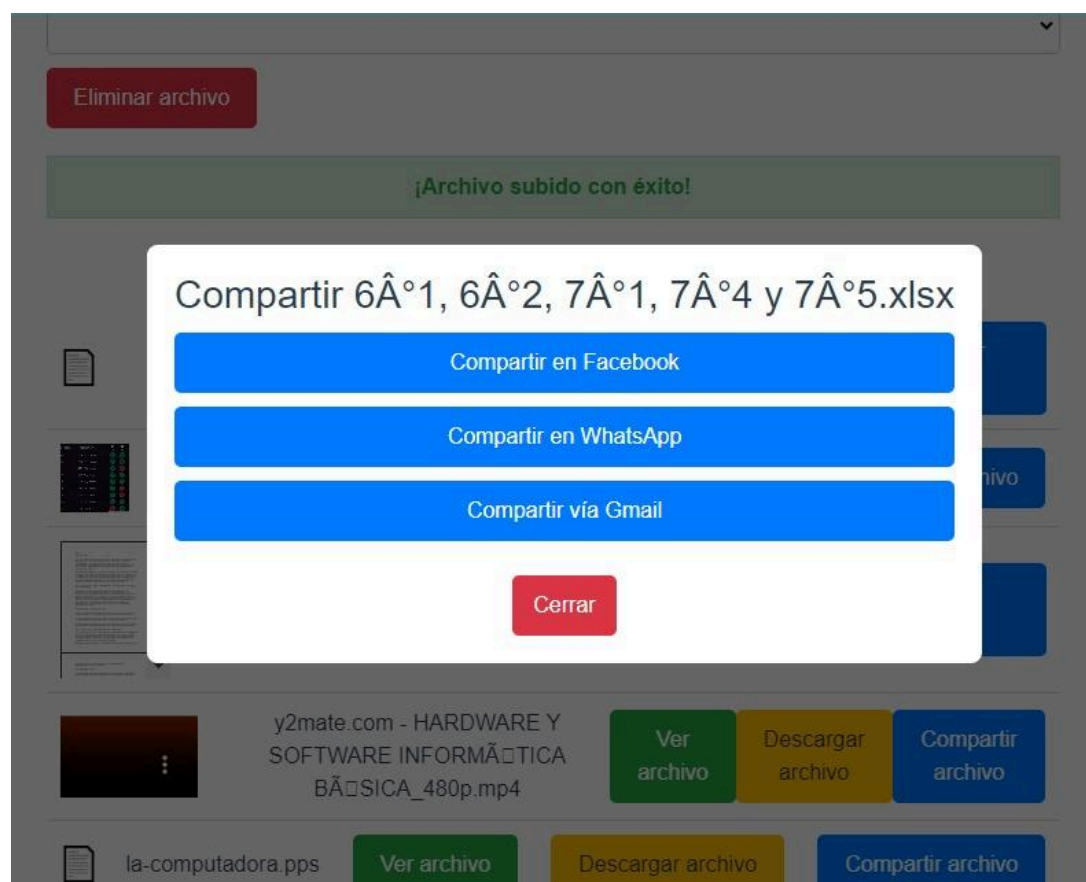 Eliminar archivo
¡Archivo subido con éxito!
Compartir 6Â°1, 6Â°2, 7Â°1, 7Â°4 y 7Â°5.xlsx
Compartir en Facebook
Compartir en WhatsApp
Compartir vía Gmail
Cerrar
y2mate.com - HARDWARE Y
SOFTWARE INFORMÃ□TICA
BÃ□SICA_480p.mp4
Ver
archivo
Descargar
archivo
Compartir
archivo
la-computadora.pps
Ver archivo
Descargar archivo
Compartir archivo